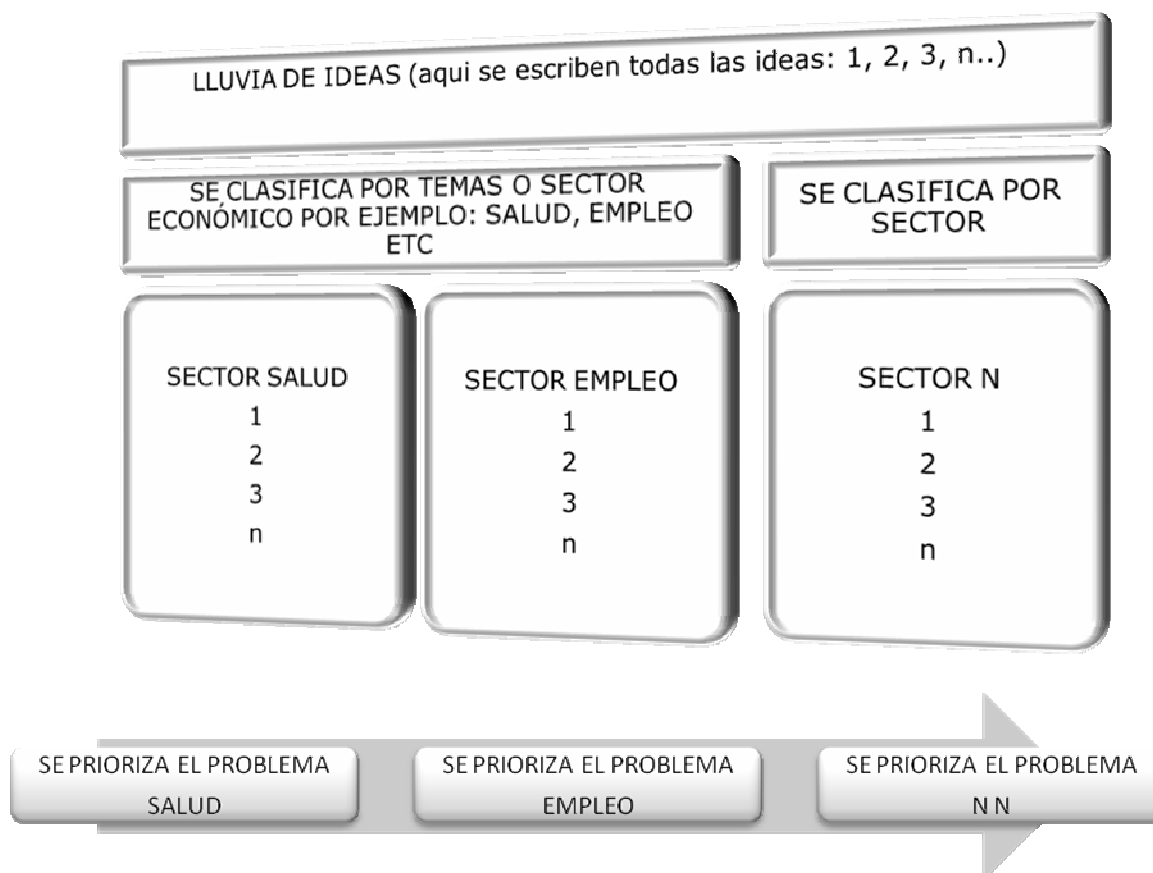 LLUVIA DE IDEAS (aqui se escriben todas las ideas: 1, 2, 3, n..)
SE CLASIFICA POR TEMAS O SECTOR
ECONÓMICO POR EJEMPLO: SALUD, EMPLEO
ETC
SE CLASIFICA POR
SECTOR
SECTOR SALUD
1
2
3
n
SECTOR EMPLEO
1
2
3
n
SECTOR N
1
2
3
n
SE PRIORIZA EL PROBLEMA
SALUD
SE PRIORIZA EL PROBLEMA
EMPLEO
SE PRIORIZA EL PROBLEMA
N N